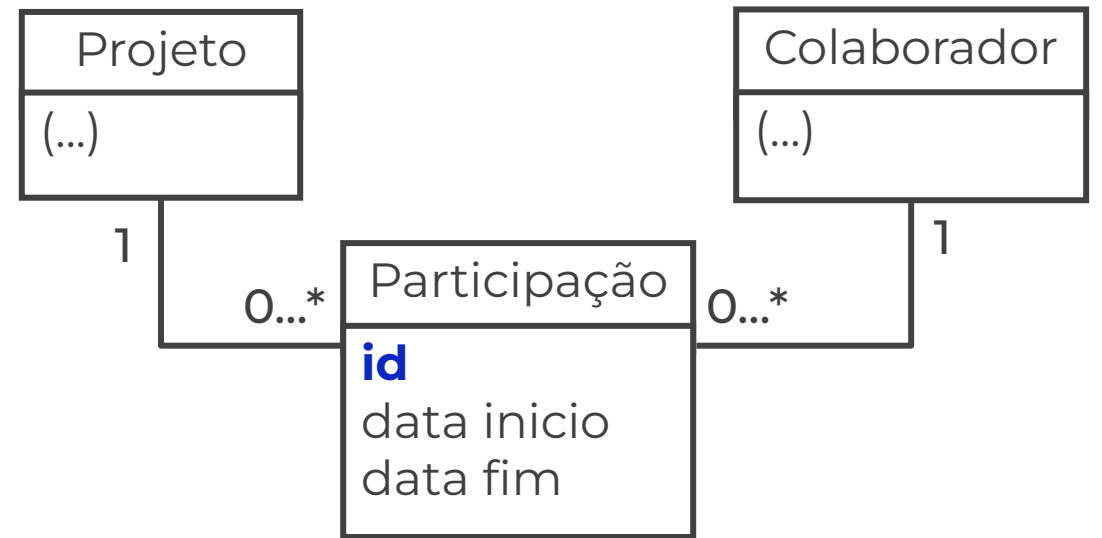 Projeto
(...)
Colaborador
(...)
1
1
0...*
Participação
0...*
id
data inicio
data fim